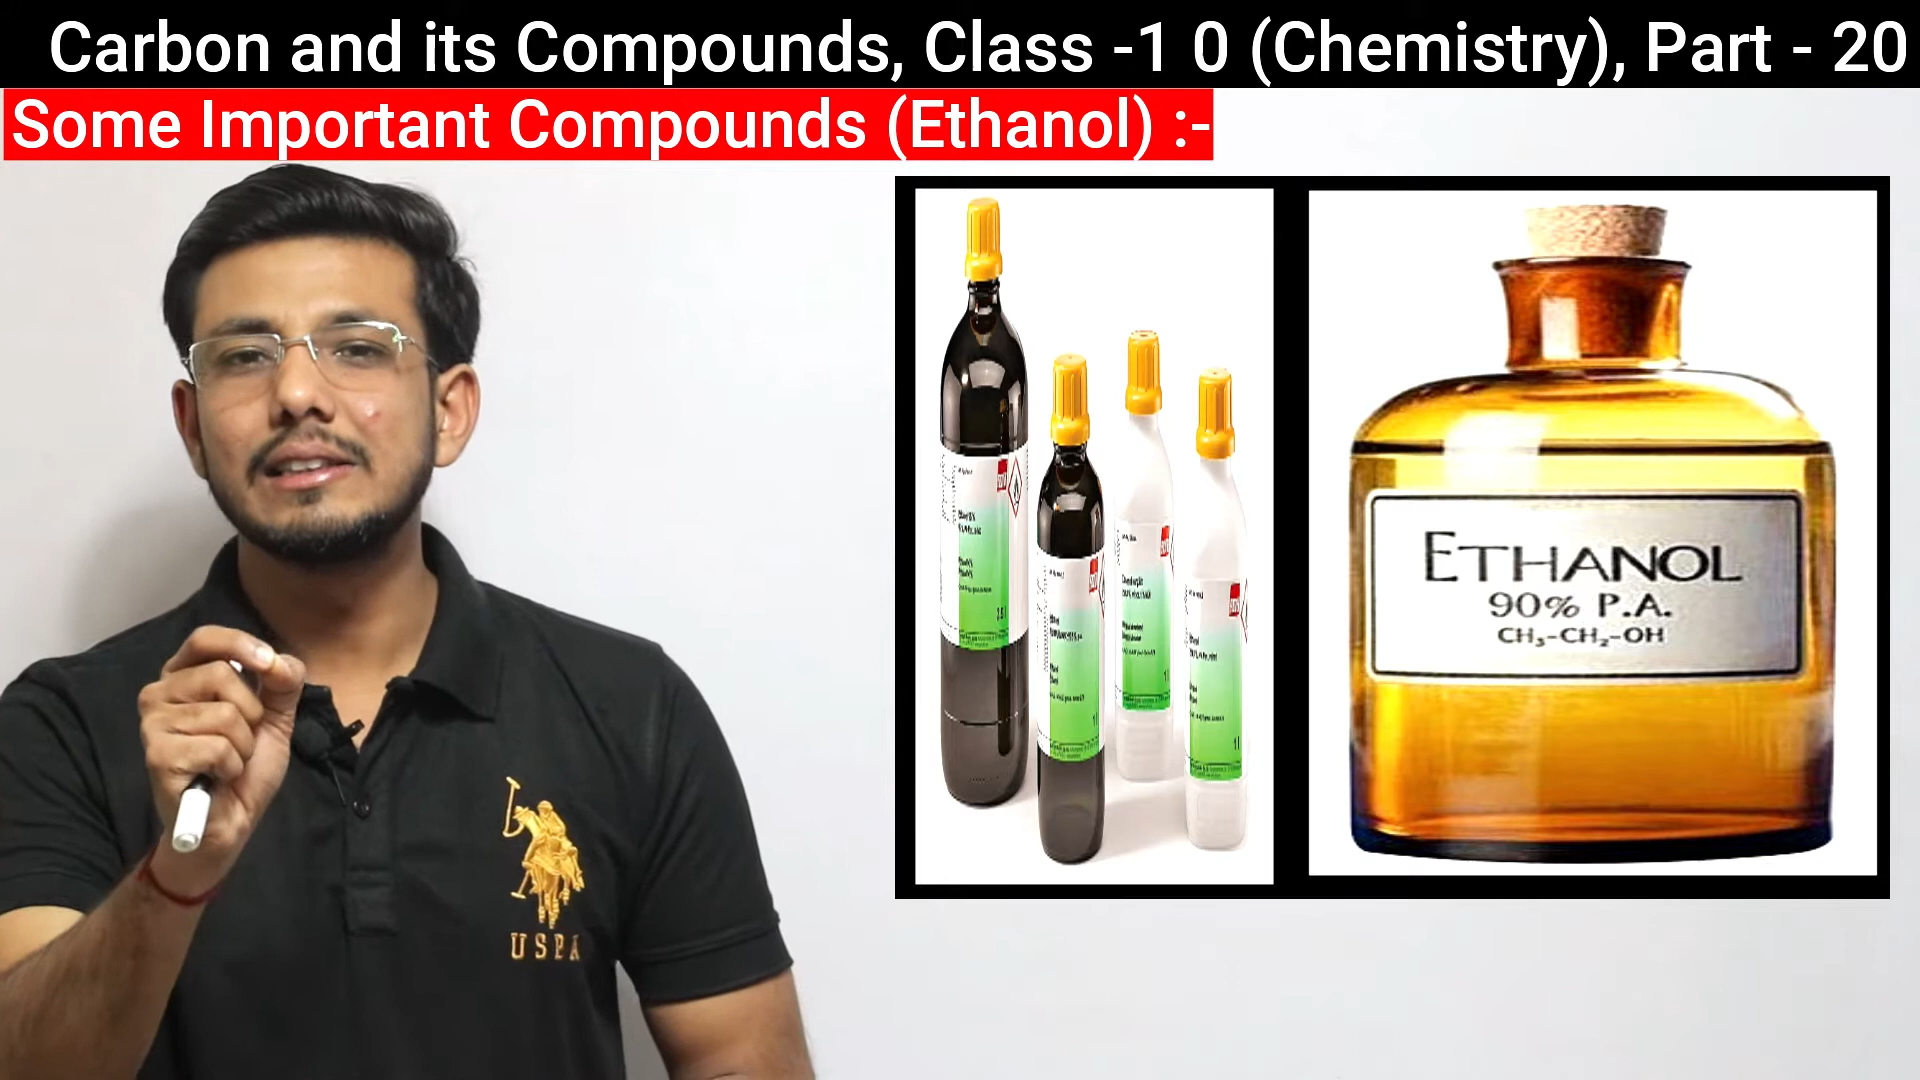 Carbon and its Compounds, Class -1 0 (Chemistry), Part - 20
Some Important Compounds (Ethanol) :-
ETHANOL
90% P.A.
CH₃-CH₂-OH
USPA